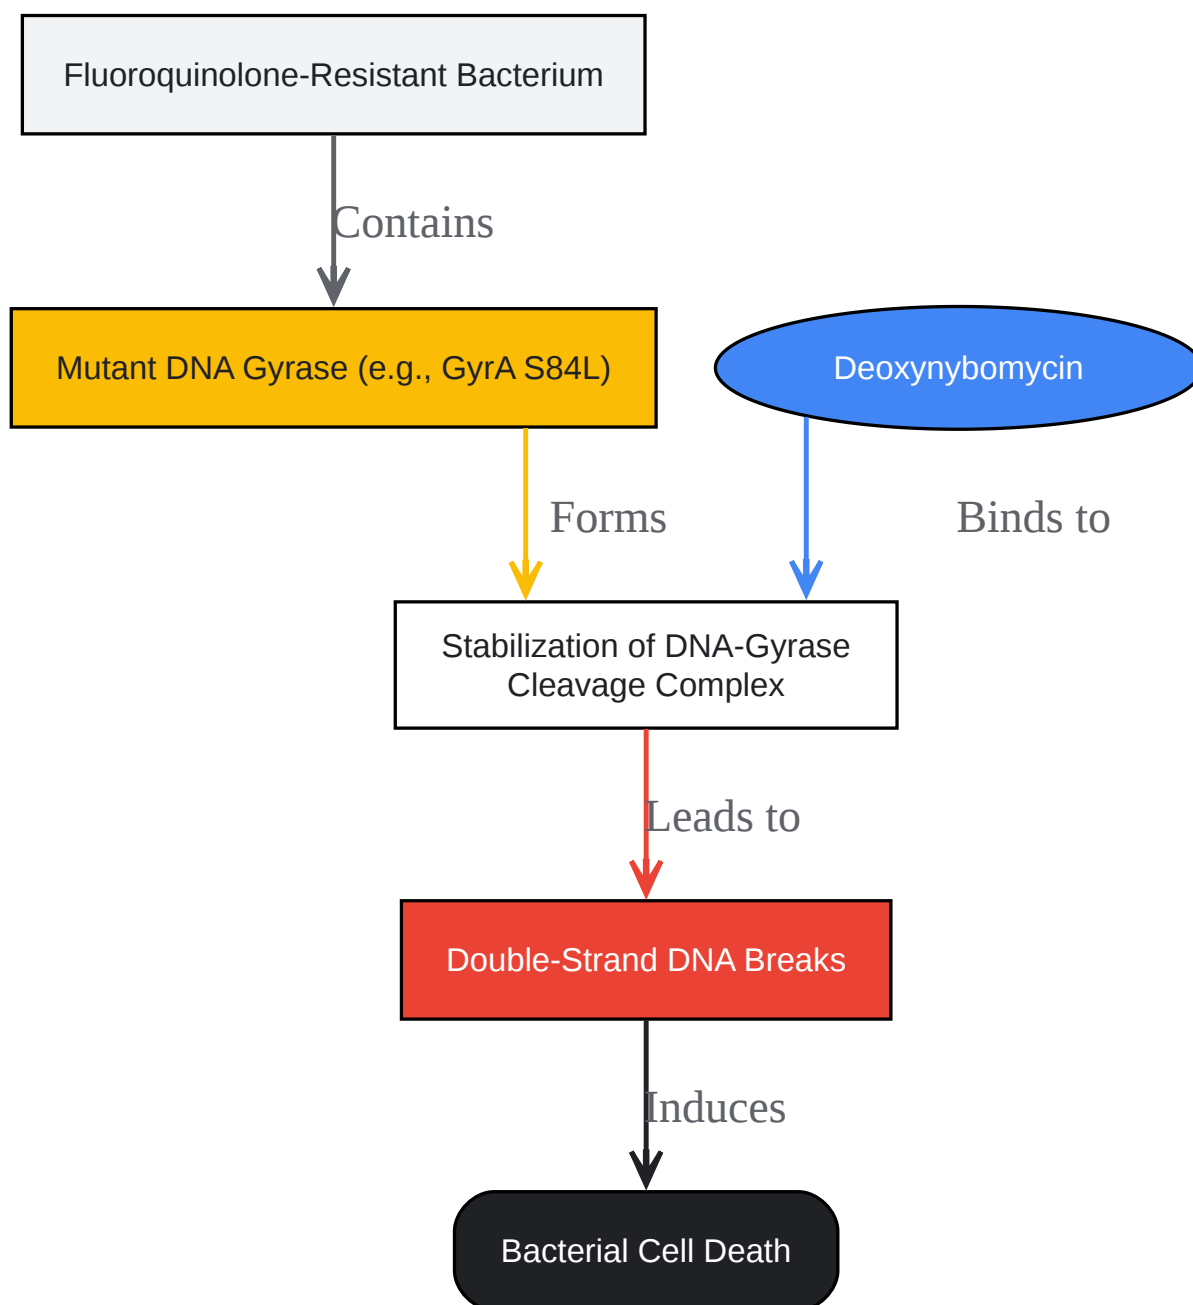 Fluoroquinolone-Resistant Bacterium
Contains
Mutant DNA Gyrase (e.g., GyrA S84L)
Deoxynybomycin
Forms
Binds to
Stabilization of DNA-Gyrase
Cleavage Complex
Leads to
Double-Strand DNA Breaks
Induces
Bacterial Cell Death